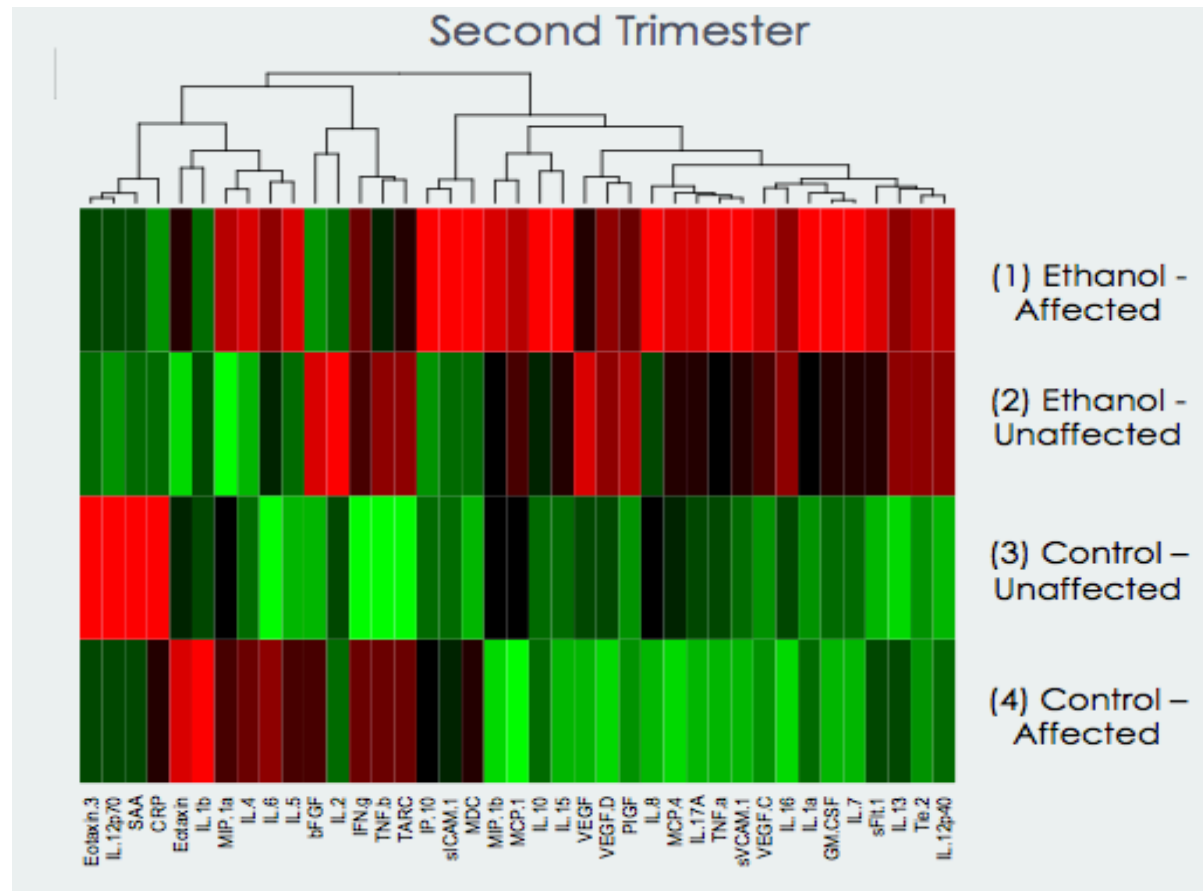 Second Trimester
(1) Ethanol -
Affected
(2) Ethanol -
Unaffected
(3) Control –
Unaffected
(4) Control –
Affected
Eotaxin.3
IL.12p70
SAA
CRP
Eotaxin
IL.1b
MIP.1a
IL.4
IL.6
IL.5
bFGF
IL.2
IFN.g
TNF.b
TARC
IP.10
sICAM.1
MDC
MIP.1b
MCP.1
IL.10
IL.15
VEGF
VEGF.D
PlGF
IL.8
MCP.4
IL.17A
TNF.a
sVCAM.1
VEGF.C
IL.16
IL.1a
GM.CSF
IL.7
sFlt.1
IL.13
Tie.2
IL.12p40